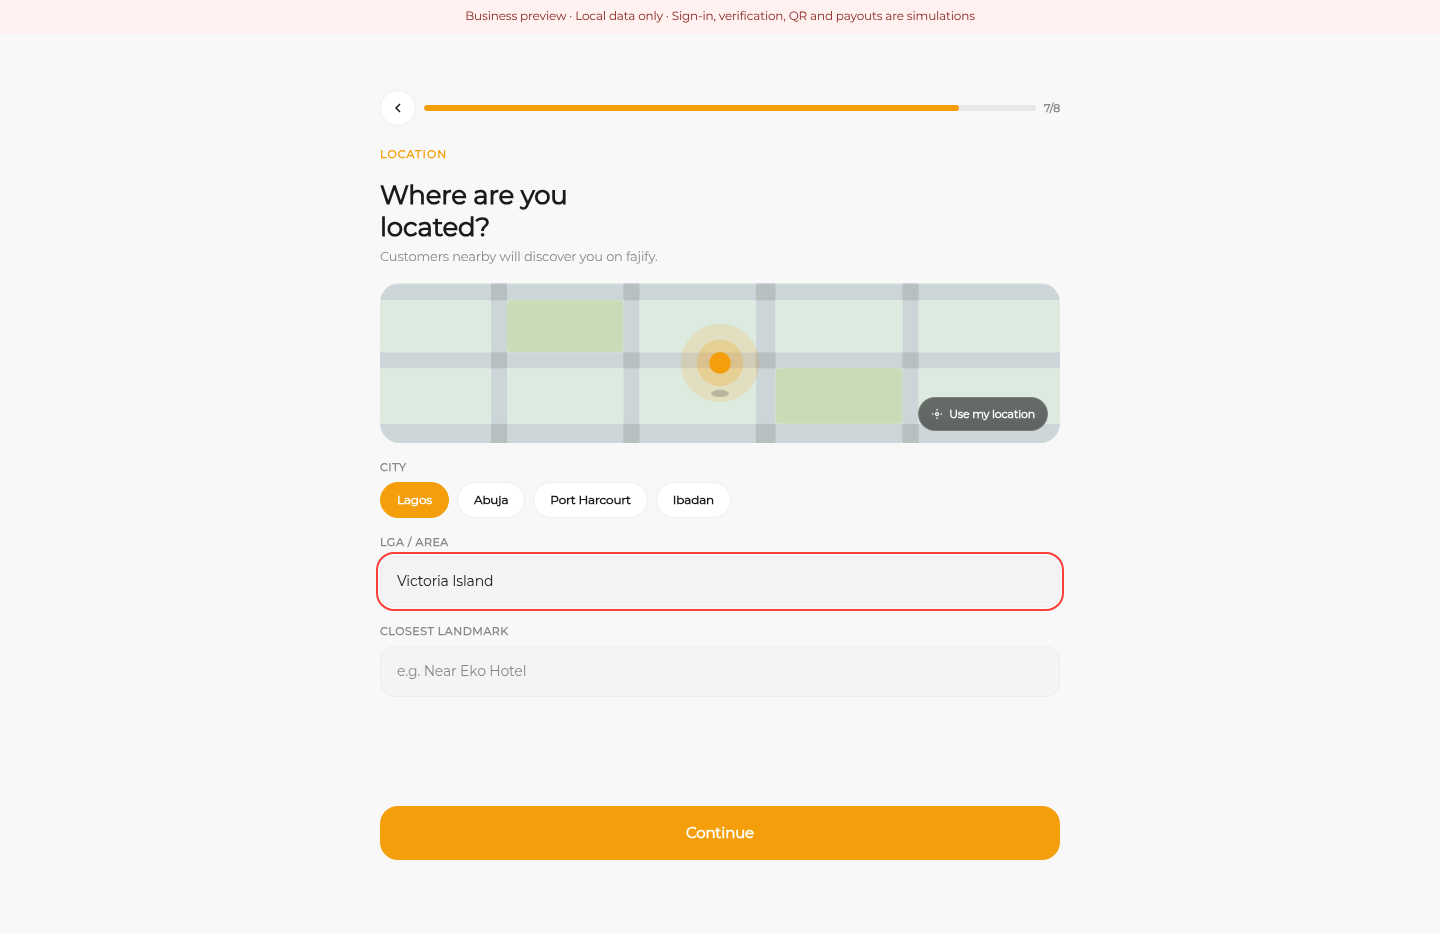 Business preview · Local data only · Sign-in, verification, QR and payouts are simulations
7/8
LOCATION
Where are you
located?
Customers nearby will discover you on fajify.
Use my location
CITY
Lagos
Abuja
Port Harcourt
Ibadan
LGA / AREA
Victoria Island
CLOSEST LANDMARK
e.g. Near Eko Hotel
Continue